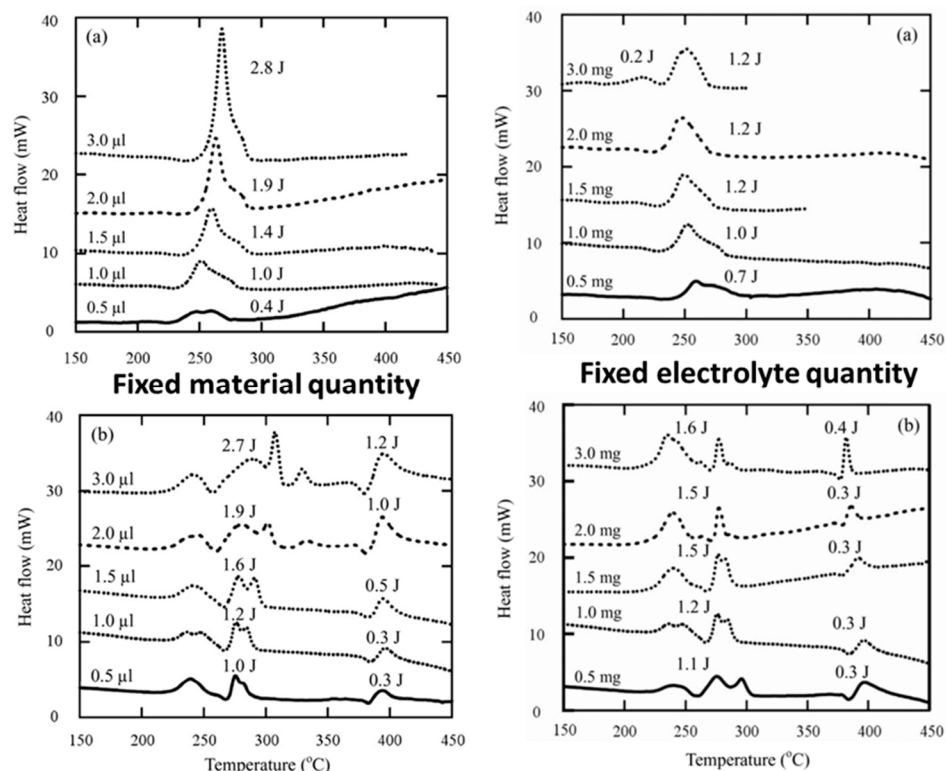 (a)
Heat flow (mW)
40
30
20
10
0
2.8 J
3.0 µl
2.0 µl
1.9 J
1.5 µl
1.4 J
1.0 µl
1.0 J
0.5 µl
0.4 J
150 200 250 300 350 400 450
Fixed material quantity
(a)
Heat flow (mW)
40
30
20
10
0
3.0 mg
0.2 J
1.2 J
2.0 mg
1.2 J
1.5 mg
1.2 J
1.0 mg
1.0 J
0.5 mg
0.7 J
150 200 250 300 350 400 450
Fixed electrolyte quantity
(b)
Heat flow (mW)
40
30
20
10
0
3.0 µl
2.7 J
1.2 J
2.0 µl
1.9 J
1.0 J
1.5 µl
1.6 J
0.5 J
1.0 µl
1.2 J
0.3 J
0.5 µl
1.0 J
0.3 J
150 200 250 300 350 400 450
Temperature (°C)
(b)
Heat flow (mW)
40
30
20
10
0
3.0 mg
1.6 J
0.4 J
2.0 mg
1.5 J
0.3 J
1.5 mg
1.5 J
0.3 J
1.0 mg
1.2 J
0.3 J
0.5 mg
1.1 J
0.3 J
150 200 250 300 350 400 450
Temperature (°C)